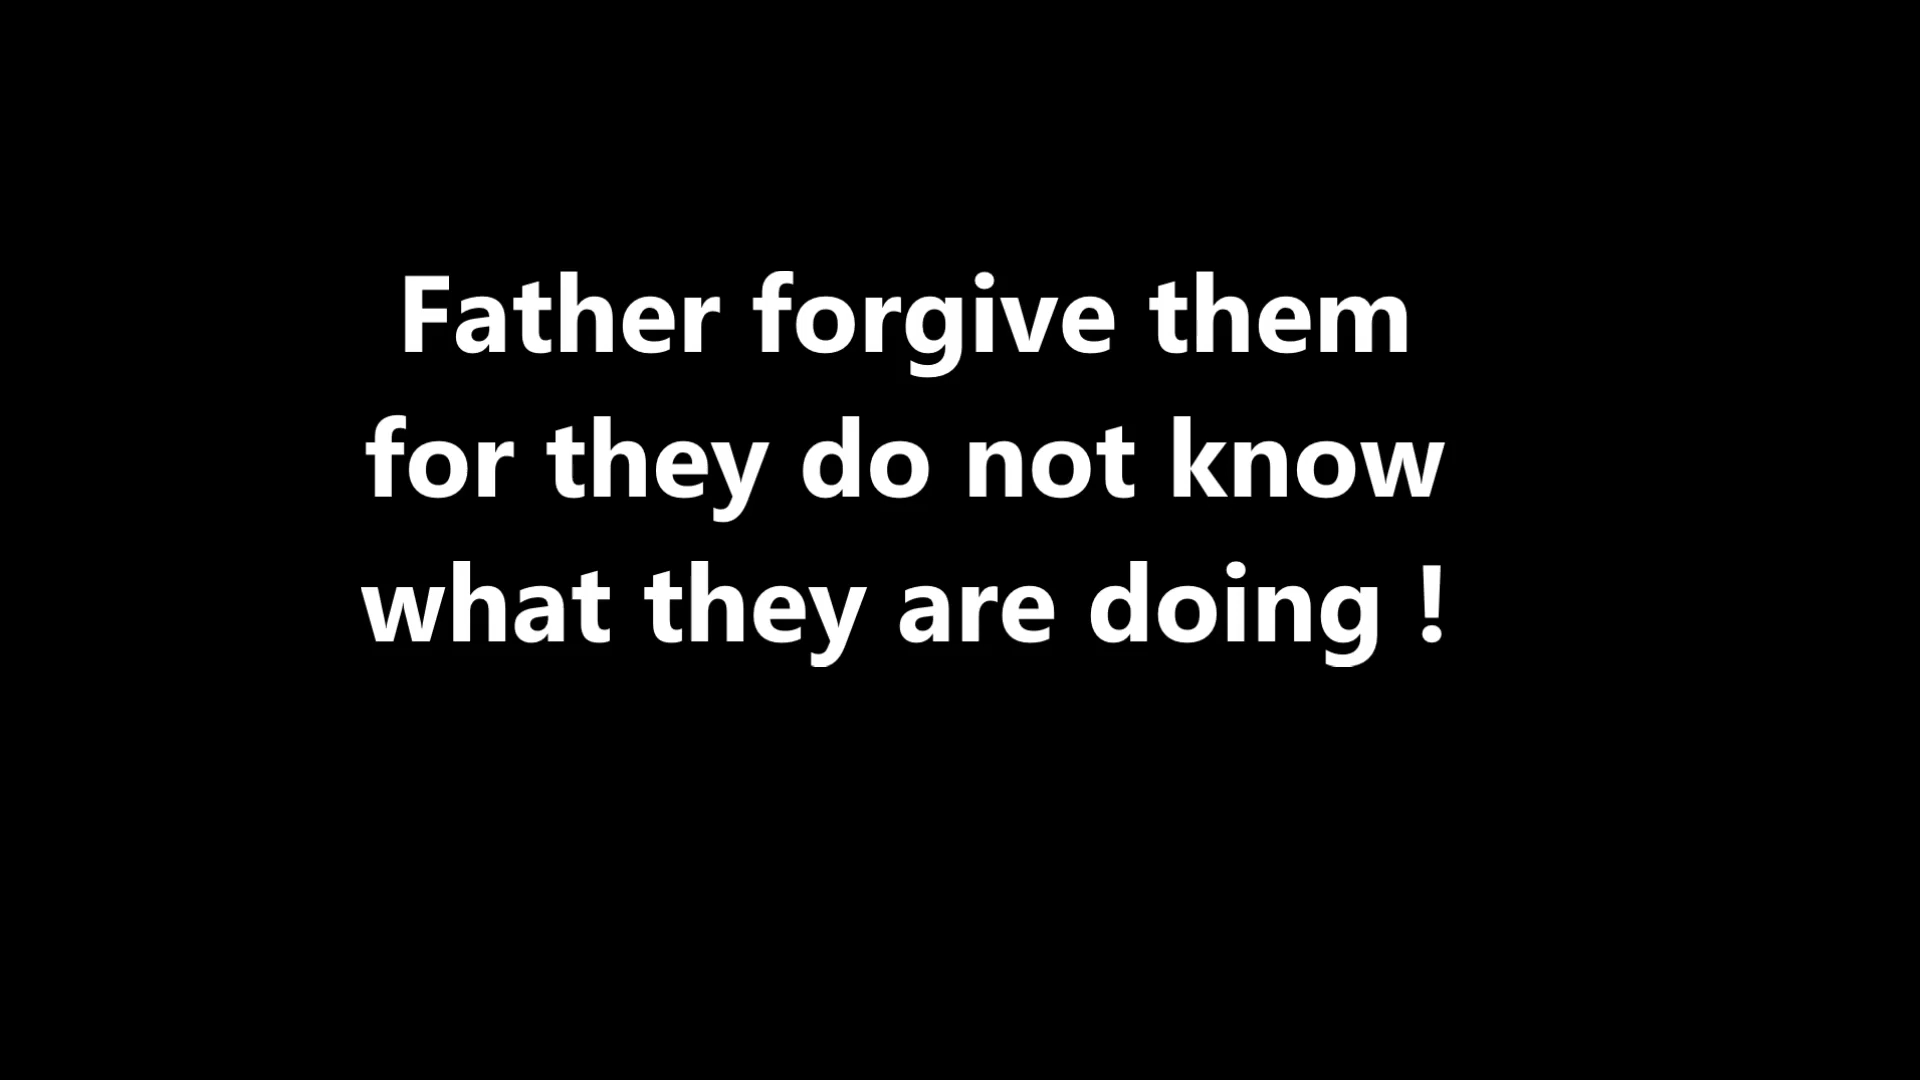 Father forgive them
for they do not know
what they are doing !